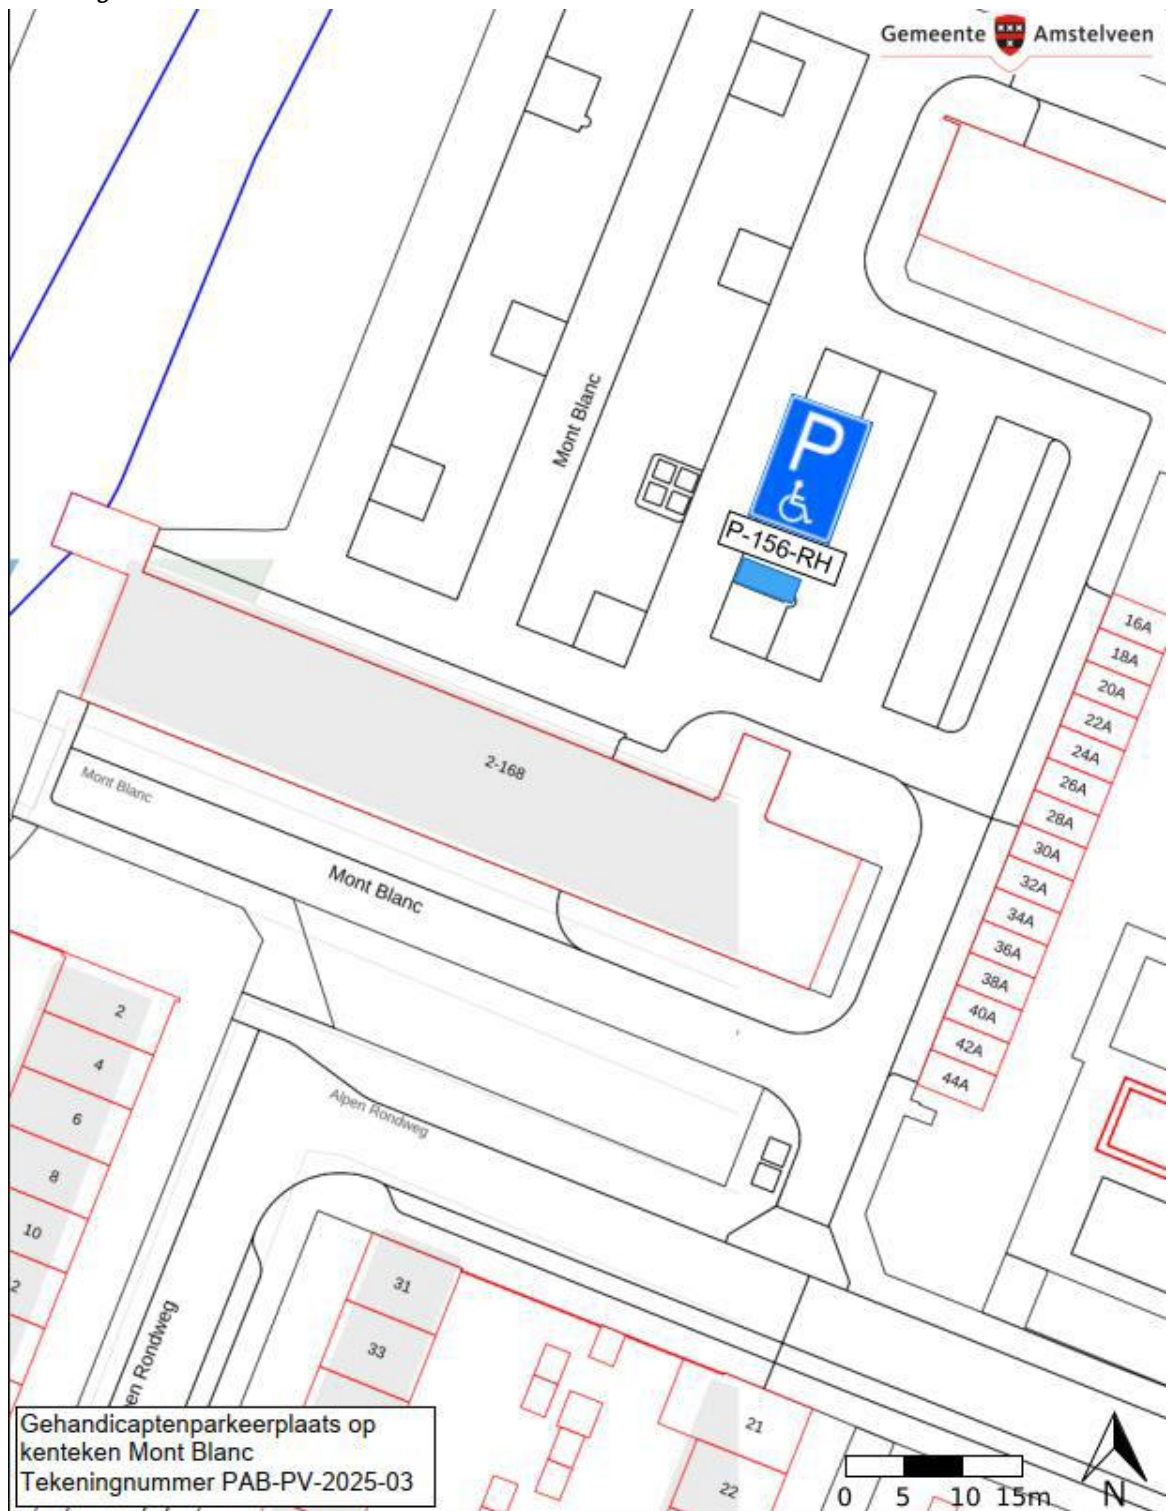 Gemeente Amstelveen
Mont Blanc
P
P-156-RH
16A
18A
20A
22A
24A
26A
28A
30A
32A
34A
36A
38A
40A
42A
44A
2-168
Mont Blanc
Mont Blanc
2
4
6
8
10
2
Alpen Rondweg
en Rondweg
31
33
21
22
Gehandicaptenparkeerplaats op
kenteken Mont Blanc
Tekeningnummer PAB-PV-2025-03
0 5 10 15m
N